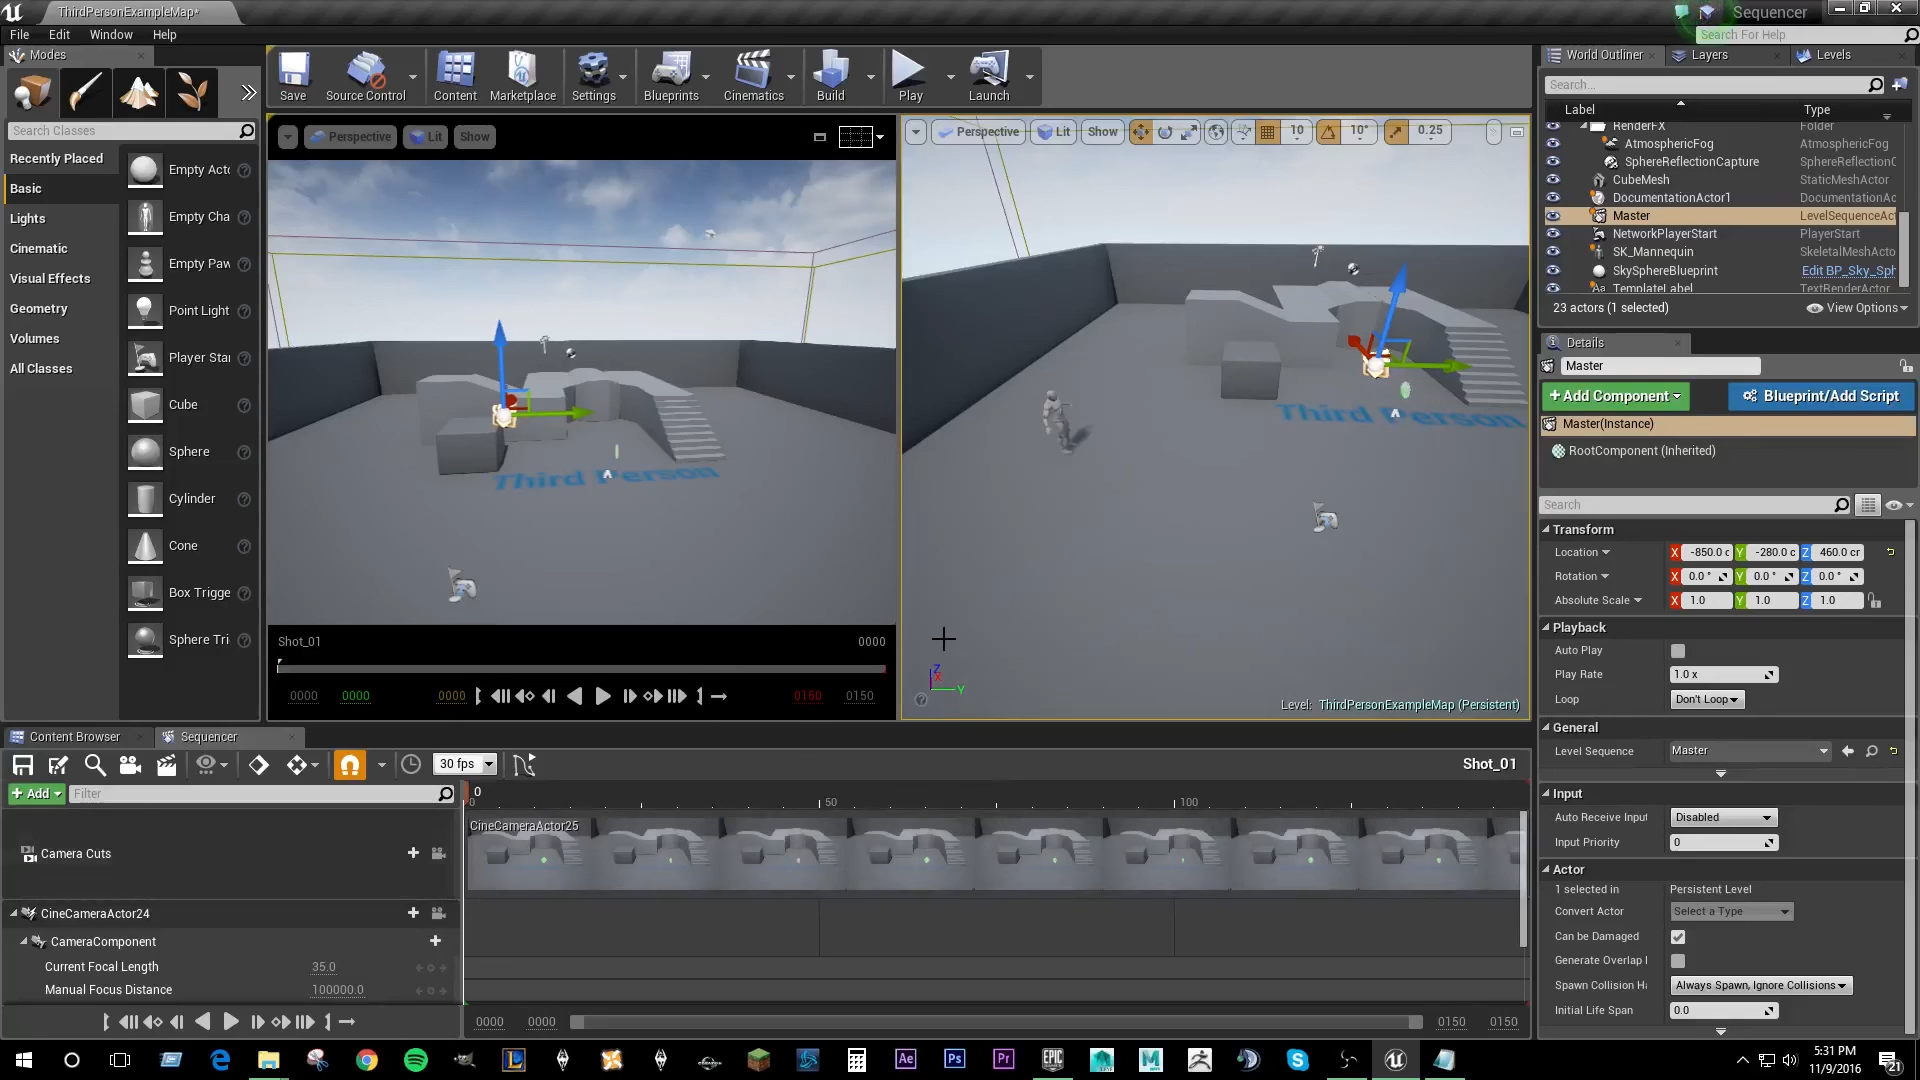 ThirdPersonExampleMap*
Sequencer
File Edit Window Help
Search For Help
Modes
Search Classes
Recently Placed
Basic
Lights
Cinematic
Visual Effects
Geometry
Volumes
All Classes
Empty Acto
Empty Cha
Empty Paw
Point Light
Player Star
Cube
Sphere
Cylinder
Cone
Box Trigge
Sphere Tri
Save
Source Control
Content
Marketplace
Settings
Blueprints
Cinematics
Build
Play
Launch
Perspective Lit Show
Third Person
Shot_01 0000
0000 0000 0000 0150 0150
Perspective Lit Show 10 10° 0.25
Third Person
Level: ThirdPersonExampleMap (Persistent)
World Outliner Layers Levels
Search...
Label Type
RenderFX Folder
AtmosphericFog AtmosphericFog
SphereReflectionCapture SphereReflectionC
CubeMesh StaticMeshActor
DocumentationActor1 DocumentationAc
Master LevelSequenceAct
NetworkPlayerStart PlayerStart
SK_Mannequin SkeletalMeshActo
SkySphereBlueprint Edit BP_Sky_Sph
TemplateLabel TextRenderActor
23 actors (1 selected) View Options
Details
Master
+Add Component Blueprint/Add Script
Master(Instance)
RootComponent (Inherited)
Search
Transform
Location X -850.0 c Y -280.0 c Z 460.0 cr
Rotation X 0.0 ° Y 0.0 ° Z 0.0 °
Absolute Scale X 1.0 Y 1.0 Z 1.0
Playback
Auto Play
Play Rate 1.0 x
Loop Don't Loop
General
Level Sequence Master
Input
Auto Receive Input Disabled
Input Priority 0
Actor
1 selected in Persistent Level
Convert Actor Select a Type
Can be Damaged
Generate Overlap
Spawn Collision Ha Always Spawn, Ignore Collisions
Initial Life Span 0.0
Content Browser Sequencer
30 fps Shot_01
+ Add Filter
0
0 50 100
CineCameraActor25
Camera Cuts
CineCameraActor24
CameraComponent
Current Focal Length 35.0
Manual Focus Distance 100000.0
0000 0000 0150 0150
Ae Ps Pr EPIC GAMES
5:31 PM
11/9/2016
21